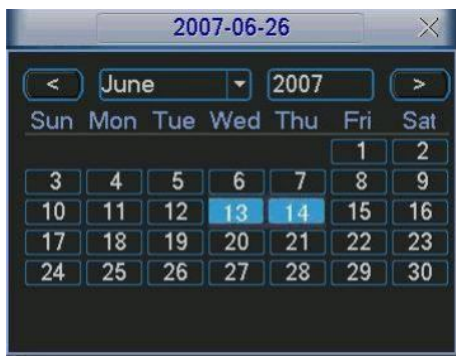 2007-06-26
< June 2007 >
Sun Mon Tue Wed Thu Fri Sat
1 2
3 4 5 6 7 8 9
10 11 12 13 14 15 16
17 18 19 20 21 22 23
24 25 26 27 28 29 30